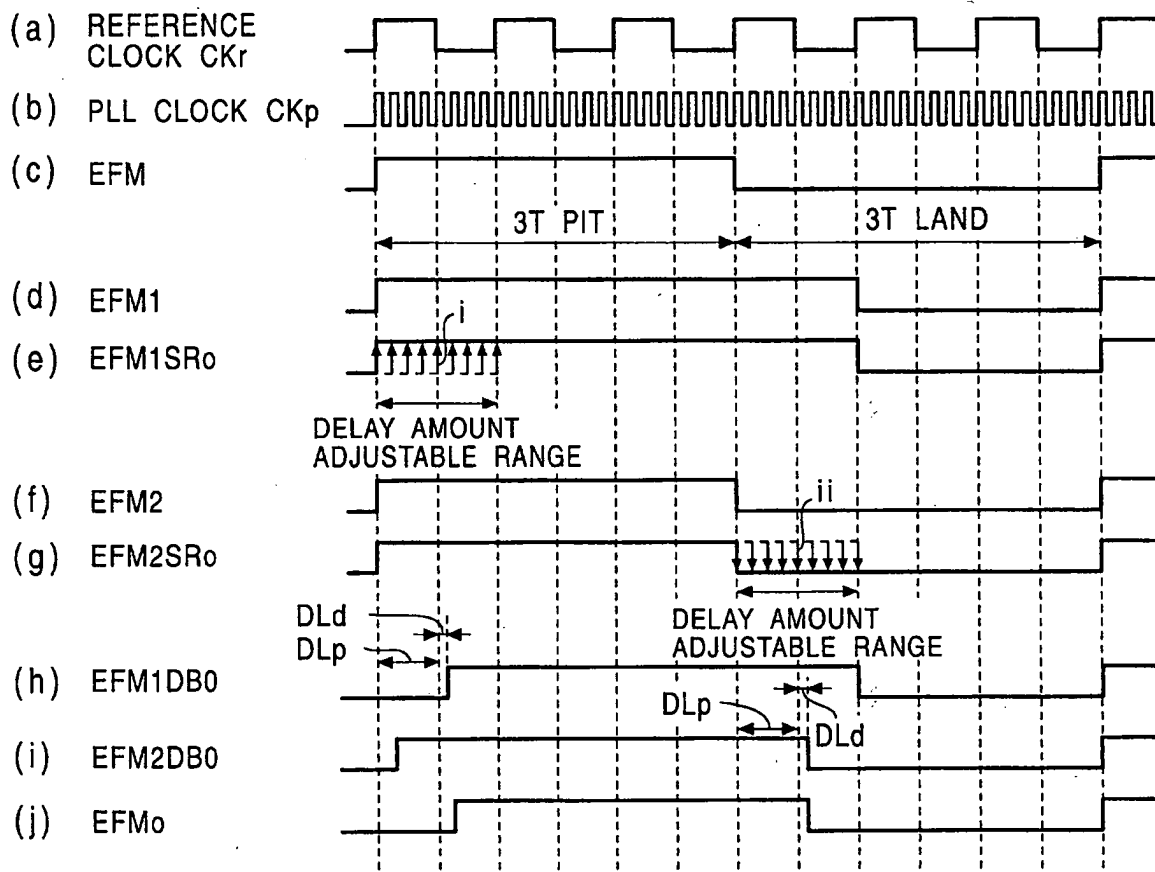 (a) REFERENCE
CLOCK CKr
(b) PLL CLOCK CKp
(c) EFM
3T PIT
3T LAND
(d) EFM1
i
(e) EFM1SRo
DELAY AMOUNT
ADJUSTABLE RANGE
(f) EFM2
ii
(g) EFM2SRo
DLd
DELAY AMOUNT
ADJUSTABLE RANGE
DLp
(h) EFM1DB0
DLp
DLd
(i) EFM2DB0
(j) EFMo